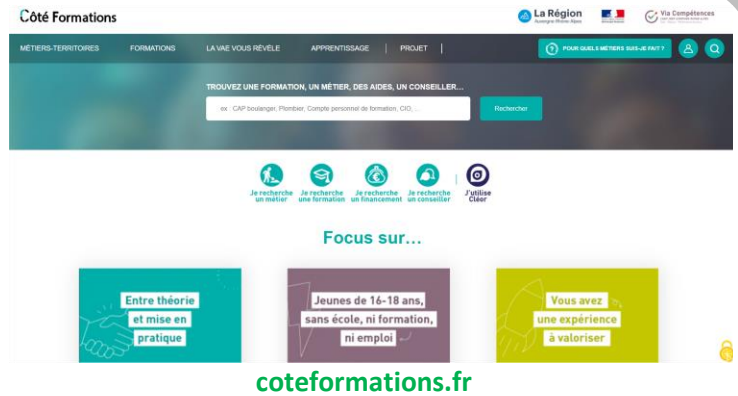 Côté Formations
La Région
Auvergne-Rhône-Alpes
Via Compétences
MÉTIERS-TERRITOIRES
FORMATIONS
LA VAE VOUS RÉVÈLE
APPRENTISSAGE
PROJET
POUR QUELS MÉTIERS SUIS-JE FAIT ?
TROUVEZ UNE FORMATION, UN MÉTIER, DES AIDES, UN CONSEILLER...
ex : CAP boulanger, Plombier, Compte personnel de formation, CIO, ...
Rechercher
Je recherche
un métier
Je recherche
une formation
Je recherche
un financement
Je recherche
un conseiller
J'utilise
Cléor
Focus sur...
Entre théorie
et mise en
pratique
Jeunes de 16-18 ans,
sans école, ni formation,
ni emploi
Vous avez
une expérience
à valoriser
coteformations.fr